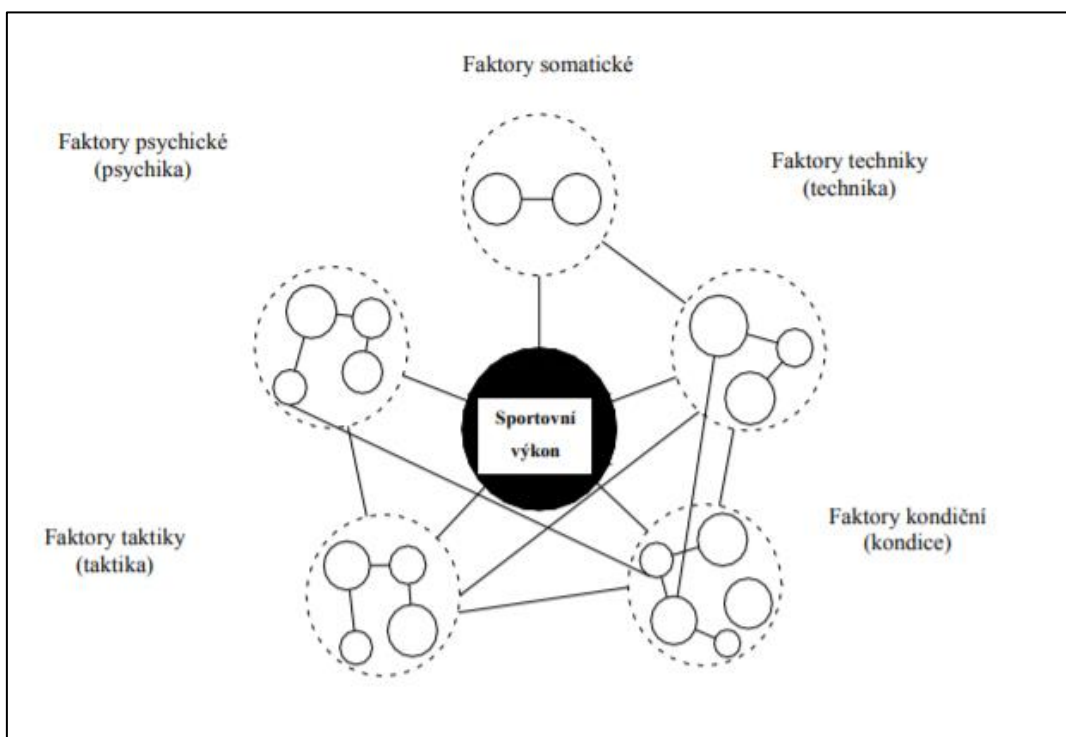 Faktory somatické
Faktory psychické
(psychika)
Faktory techniky
(technika)
Sportovní
výkon
Faktory taktiky
(taktika)
Faktory kondiční
(kondice)